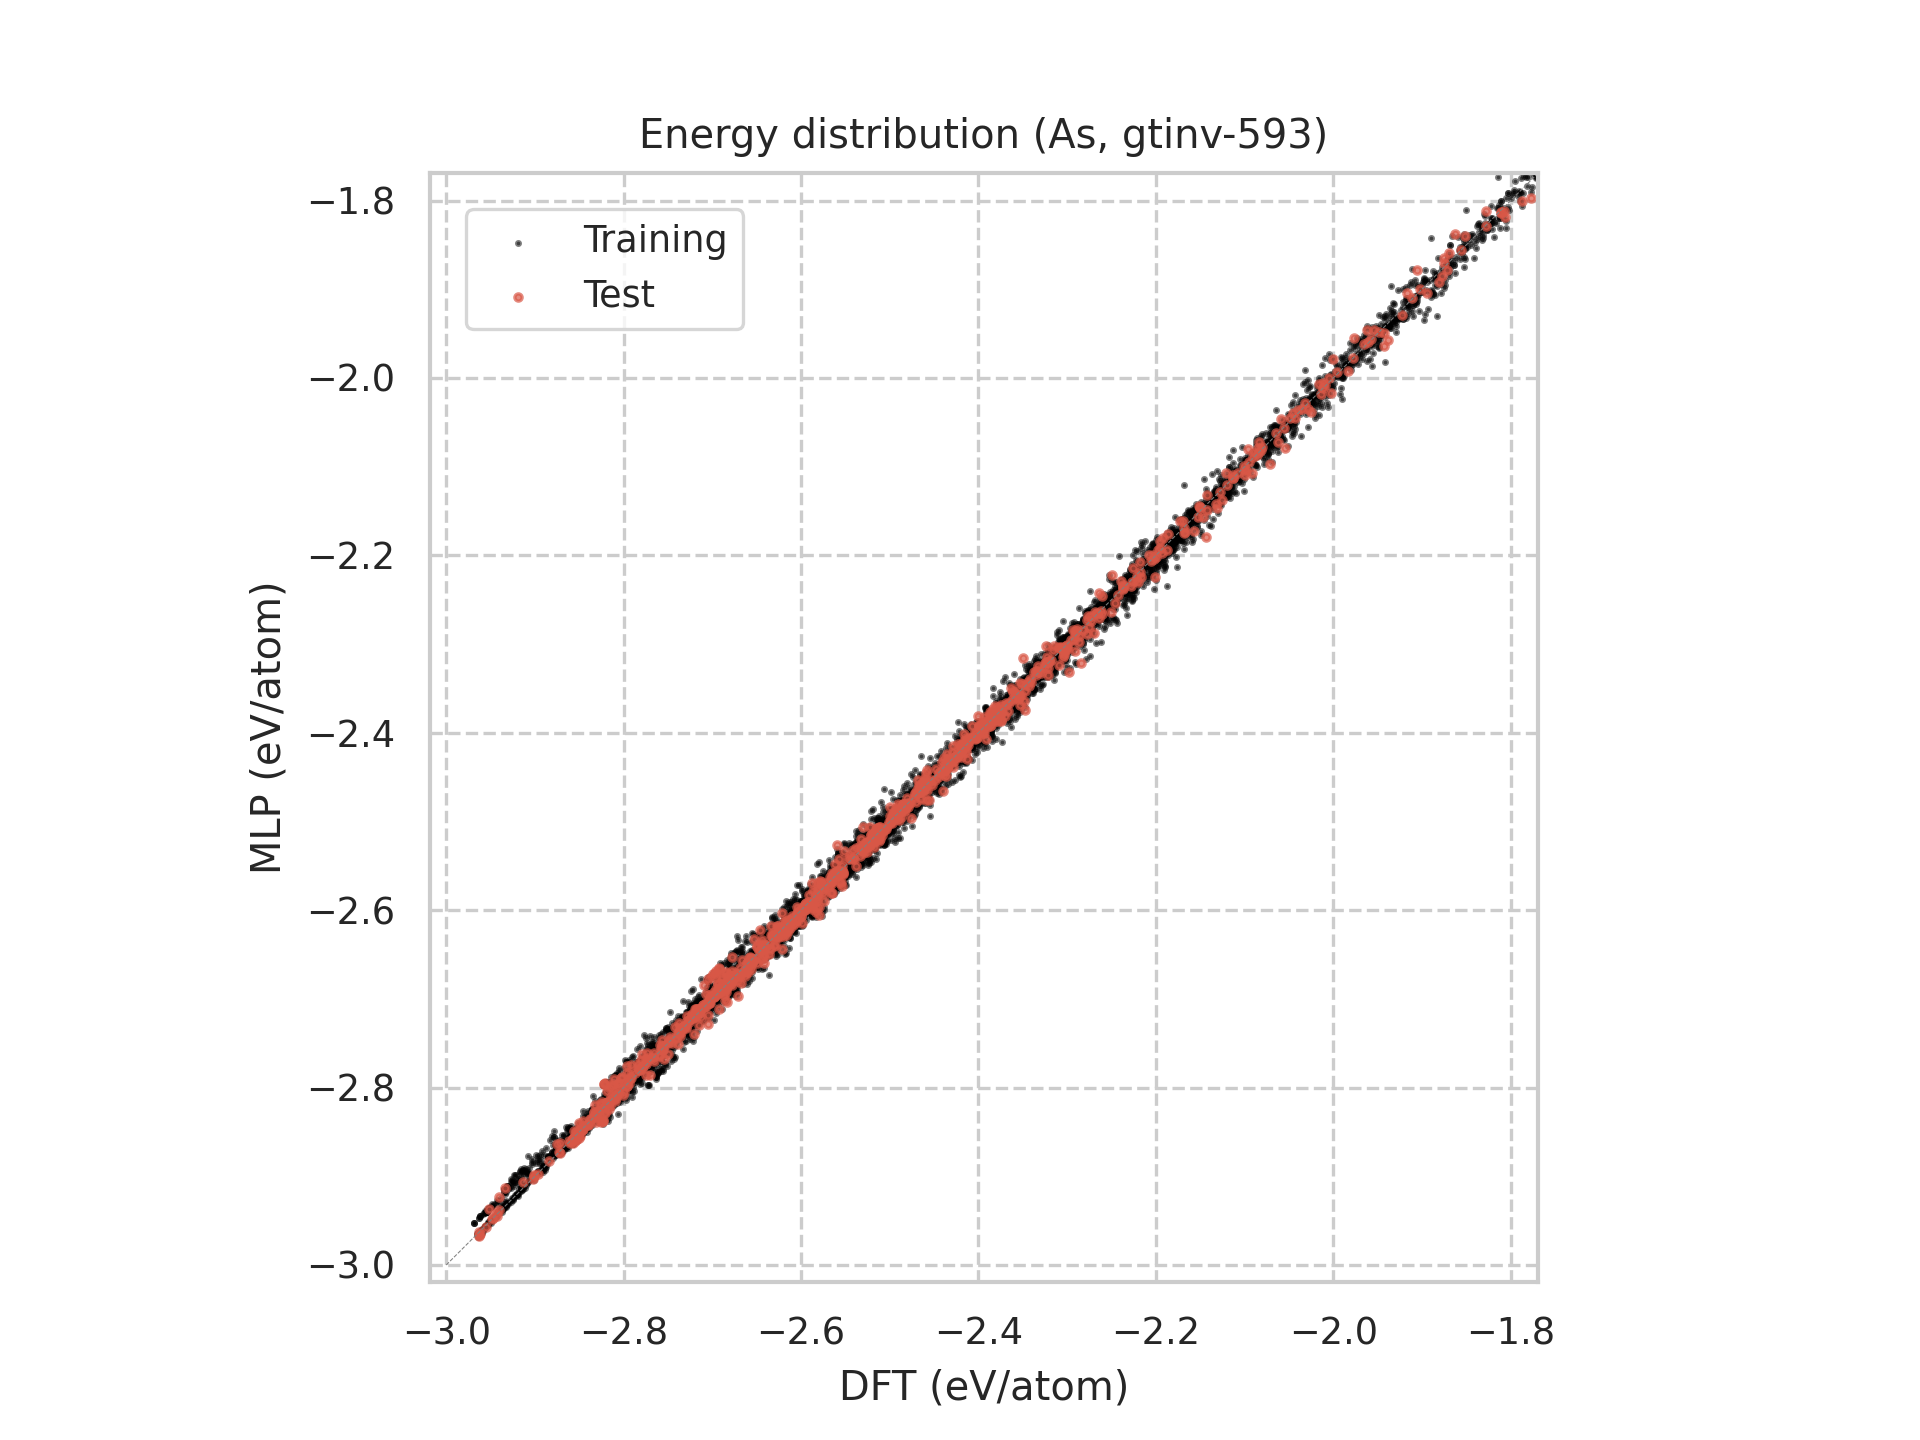 Energy distribution (As, gtinv-593)
Training
Test
MLP (eV/atom)
−1.8
−2.0
−2.2
−2.4
−2.6
−2.8
−3.0
−3.0 −2.8 −2.6 −2.4 −2.2 −2.0 −1.8
DFT (eV/atom)